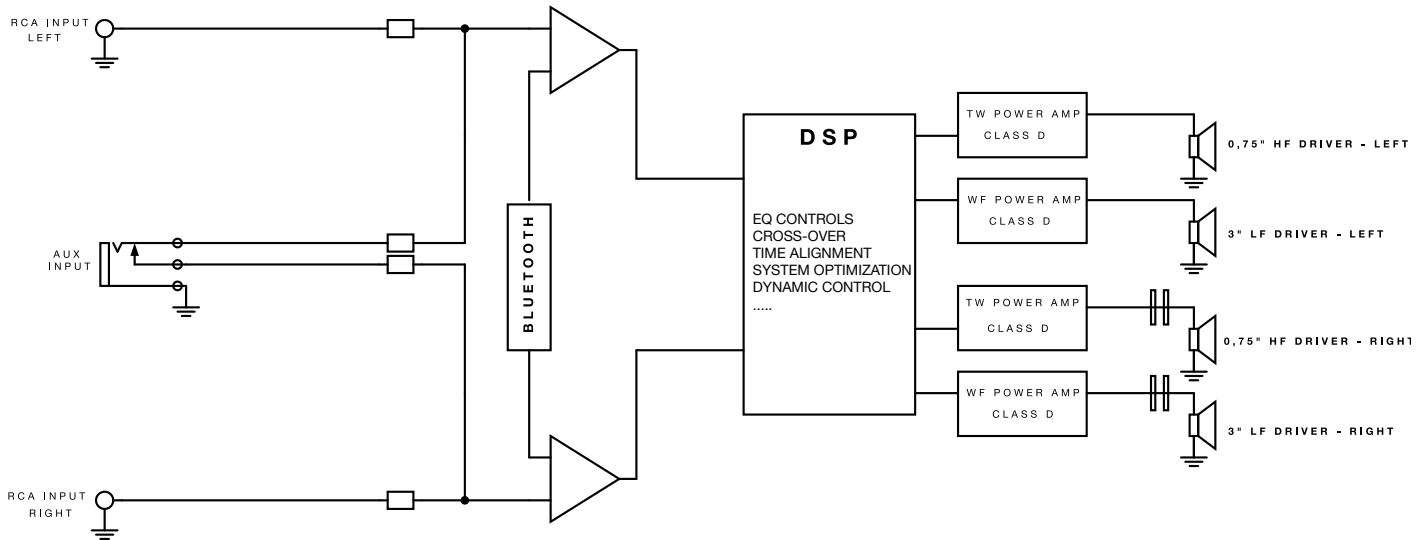 RCA INPUT
LEFT
AUX
INPUT
RCA INPUT
RIGHT
BLUETOOTH
DSP
EQ CONTROLS
CROSS-OVER
TIME ALIGNMENT
SYSTEM OPTIMIZATION
DYNAMIC CONTROL
.....
TW POWER AMP
CLASS D
0,75" HF DRIVER - LEFT
WF POWER AMP
CLASS D
3" LF DRIVER - LEFT
TW POWER AMP
CLASS D
0,75" HF DRIVER - RIGHT
WF POWER AMP
CLASS D
3" LF DRIVER - RIGHT